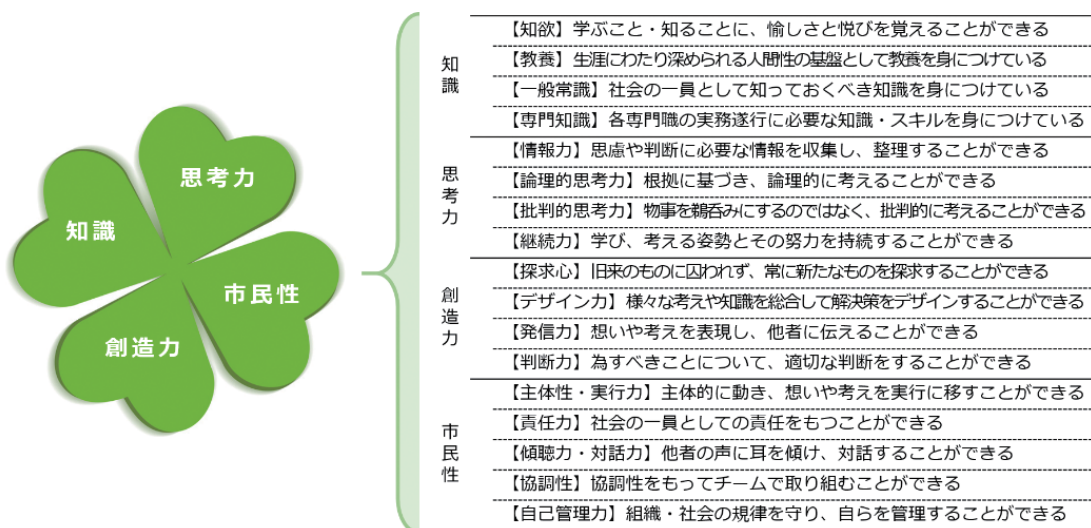 思考力
知識
市民性
創造力
知識
【知欲】学ぶこと・知ることに、愉しさと悦びを覚えることができる
【教養】生涯にわたり深められる人間性の基盤として教養を身につけている
【一般常識】社会の一員として知っておくべき知識を身につけている
【専門知識】各専門職の実務遂行に必要な知識・スキルを身につけている
思考力
【情報力】思慮や判断に必要な情報を収集し、整理することができる
【論理的思考力】根拠に基づき、論理的に考えることができる
【批判的思考力】物事を鵜呑みにするのではなく、批判的に考えることができる
【継続力】学び、考える姿勢とその努力を持続することができる
創造力
【探求心】旧来のものに囚われず、常に新たなものを探求することができる
【デザイン力】様々な考えや知識を総合して解決策をデザインすることができる
【発信力】想いや考えを表現し、他者に伝えることができる
【判断力】為すべきことについて、適切な判断をすることができる
市民性
【主体性・実行力】主体的に動き、想いや考えを実行に移すことができる
【責任力】社会の一員としての責任をもつことができる
【傾聴力・対話力】他者の声に耳を傾け、対話することができる
【協調性】協調性をもってチームで取り組むことができる
【自己管理力】組織・社会の規律を守り、自らを管理することができる